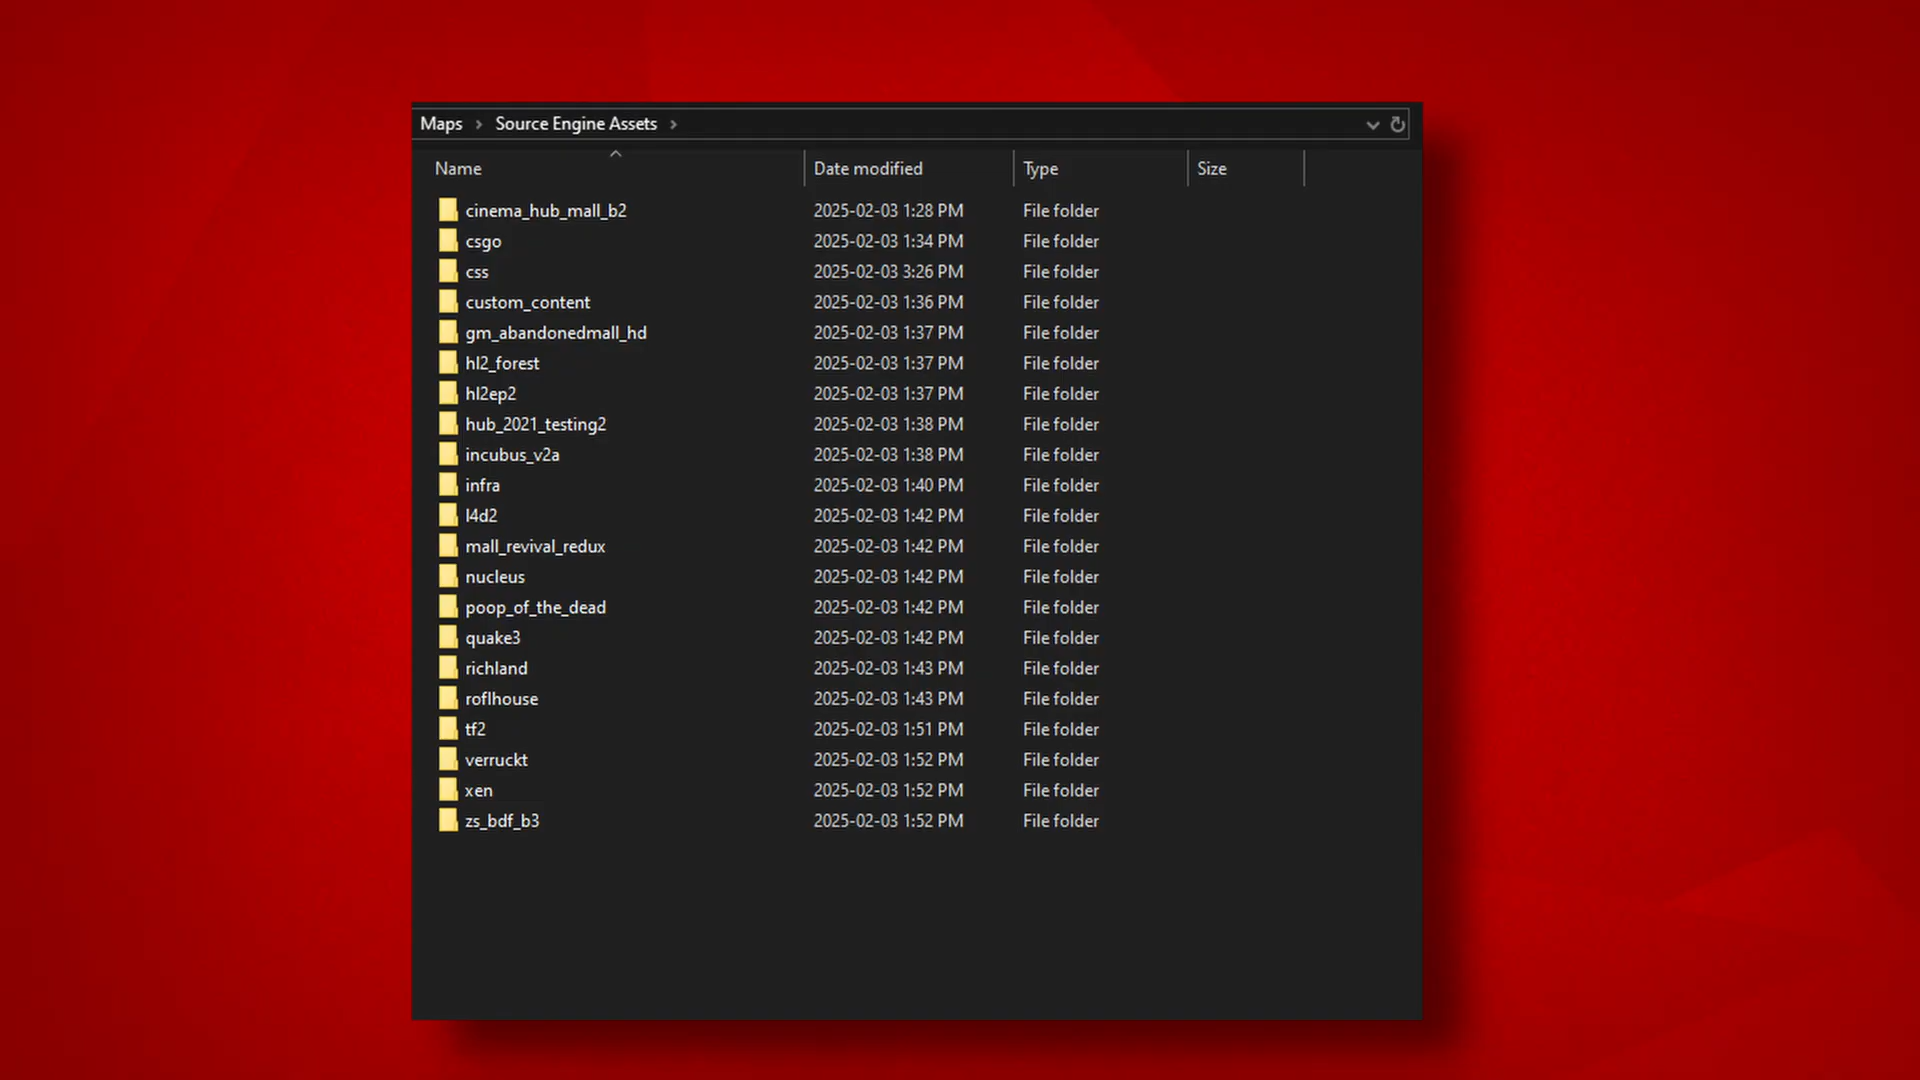 Maps > Source Engine Assets >
Name Date modified Type Size
cinema_hub_mall_b2 2025-02-03 1:28 PM File folder
csgo 2025-02-03 1:34 PM File folder
css 2025-02-03 3:26 PM File folder
custom_content 2025-02-03 1:36 PM File folder
gm_abandonedmall_hd 2025-02-03 1:37 PM File folder
hl2_forest 2025-02-03 1:37 PM File folder
hl2ep2 2025-02-03 1:37 PM File folder
hub_2021_testing2 2025-02-03 1:38 PM File folder
incubus_v2a 2025-02-03 1:38 PM File folder
infra 2025-02-03 1:40 PM File folder
l4d2 2025-02-03 1:42 PM File folder
mall_revival_redux 2025-02-03 1:42 PM File folder
nucleus 2025-02-03 1:42 PM File folder
poop_of_the_dead 2025-02-03 1:42 PM File folder
quake3 2025-02-03 1:42 PM File folder
richland 2025-02-03 1:43 PM File folder
roflhouse 2025-02-03 1:43 PM File folder
tf2 2025-02-03 1:51 PM File folder
verruckt 2025-02-03 1:52 PM File folder
xen 2025-02-03 1:52 PM File folder
zs_bdf_b3 2025-02-03 1:52 PM File folder